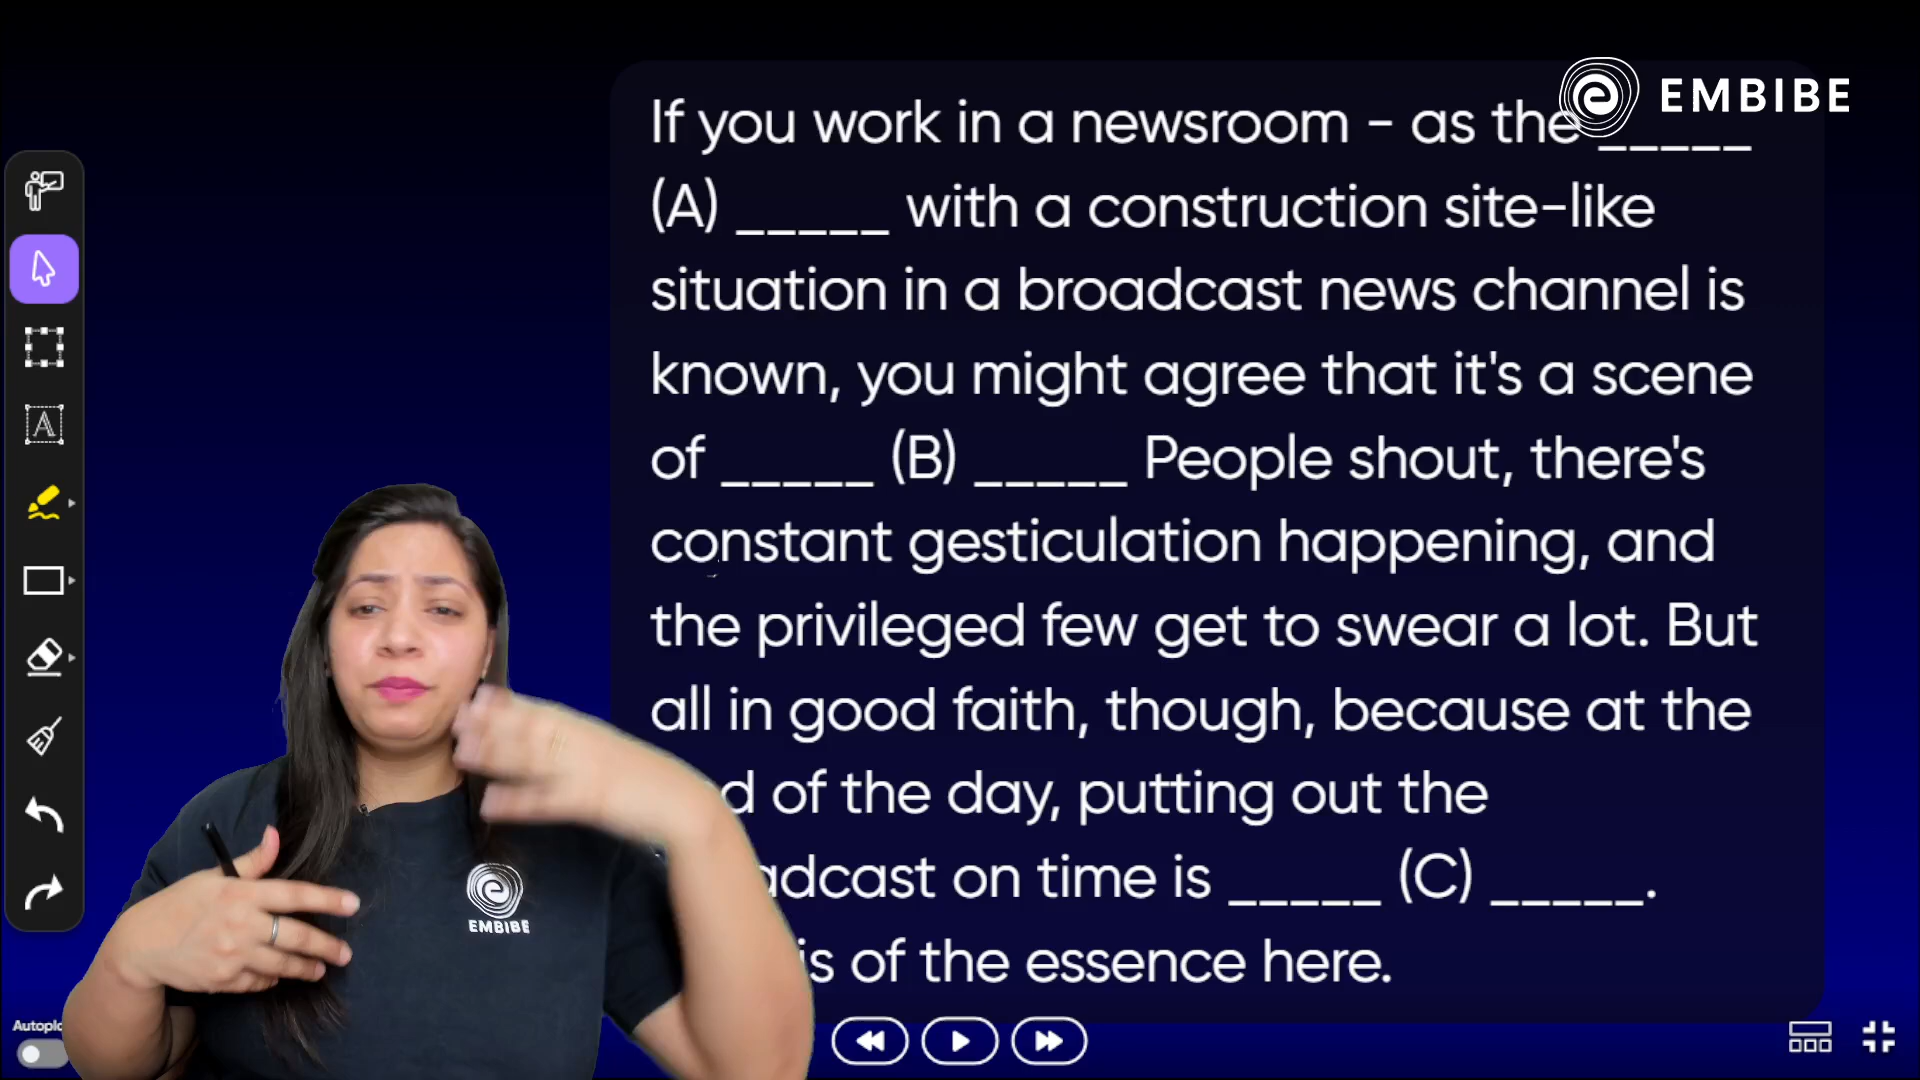 EMBIBE
If you work in a newsroom - as the _____
(A) _____ with a construction site-like
situation in a broadcast news channel is
known, you might agree that it's a scene
of _____ (B) _____ People shout, there's
constant gesticulation happening, and
the privileged few get to swear a lot. But
all in good faith, though, because at the
of the day, putting out the
on time is _____ (C) _____.
is of the essence here.
EMBIBE
A